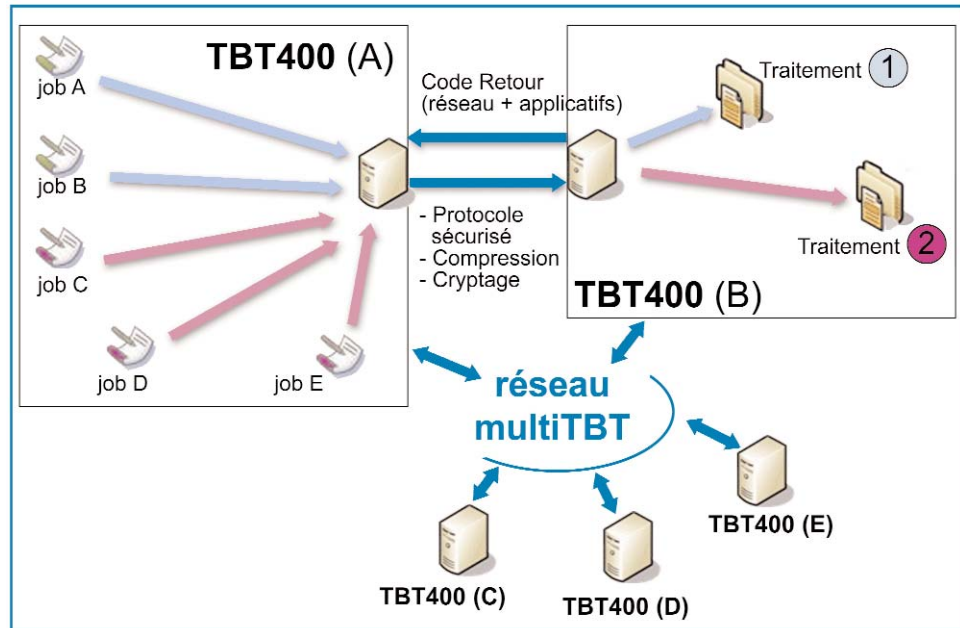 TBT400 (A)
job A
job B
job C
job D
job E
Code Retour
(réseau + applicatifs)
- Protocole
sécurisé
- Compression
- Cryptage
Traitement 1
Traitement 2
TBT400 (B)
réseau
multiTBT
TBT400 (C)
TBT400 (D)
TBT400 (E)